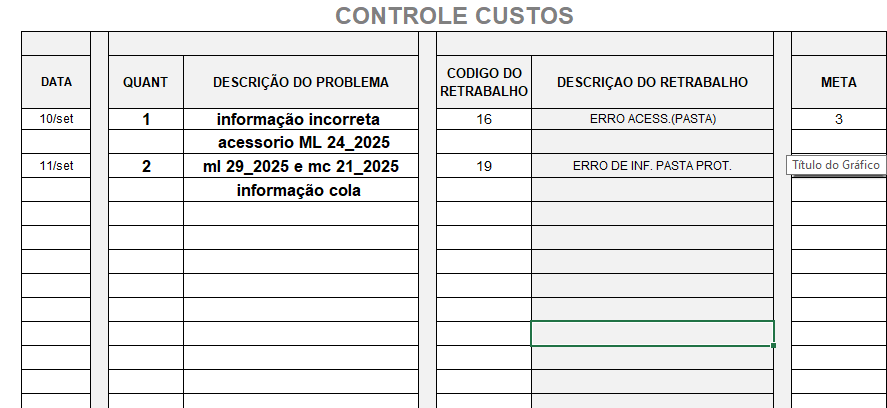 CONTROLE CUSTOS
DATA QUANT DESCRIÇÃO DO PROBLEMA CODIGO DO RETRABALHO DESCRIÇAO DO RETRABALHO META
10/set 1 informação incorreta 16 ERRO ACESS.(PASTA) 3
acessorio ML 24_2025
11/set 2 ml 29_2025 e mc 21_2025 19 ERRO DE INF. PASTA PROT. Título do Gráfico
informação cola